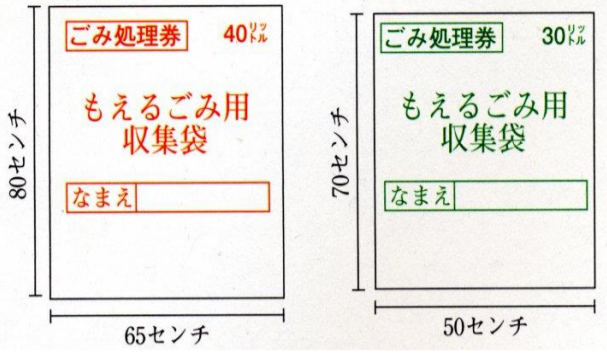 ごみ処理券 40リットル
もえるごみ用
収集袋
なまえ
80センチ
65センチ
ごみ処理券 30リットル
もえるごみ用
収集袋
なまえ
70センチ
50センチ